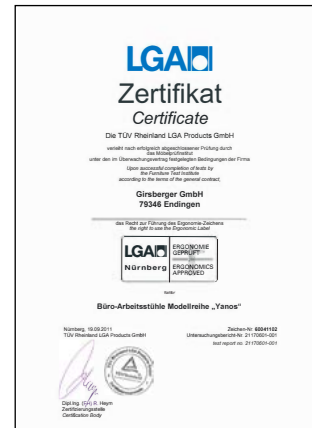 LGA
Zertifikat
Certificate
Die TÜV Rheinland LGA Products GmbH
verleiht nach erfolgreich abgeschlossener Prüfung durch
das Möbelprüfinstitut
unter den im Überwachungsvertrag festgelegten Bedingungen der Firma
Upon successful completion of tests by
the Furniture Test Institute
according to the terms of the general contract,
Girsberger GmbH
79346 Endingen
das Recht zur Führung des Ergonomie-Zeichens
the right to use the Ergonomic Label
LGA
Nürnberg
ERGONOMIE
GEPRÜFT
ERGONOMICS
APPROVED
Büro-Arbeitsstühle Modellreihe „Yanos"
Nürnberg, 19.09.2011
TÜV Rheinland LGA Products GmbH
Zeichen-Nr. 60041102
Untersuchungsbericht-Nr. 21170601-001
test report no. 21170601-001
Dipl.Ing. (FH) R. Heym
Zertifizierungsstelle
Certification Body